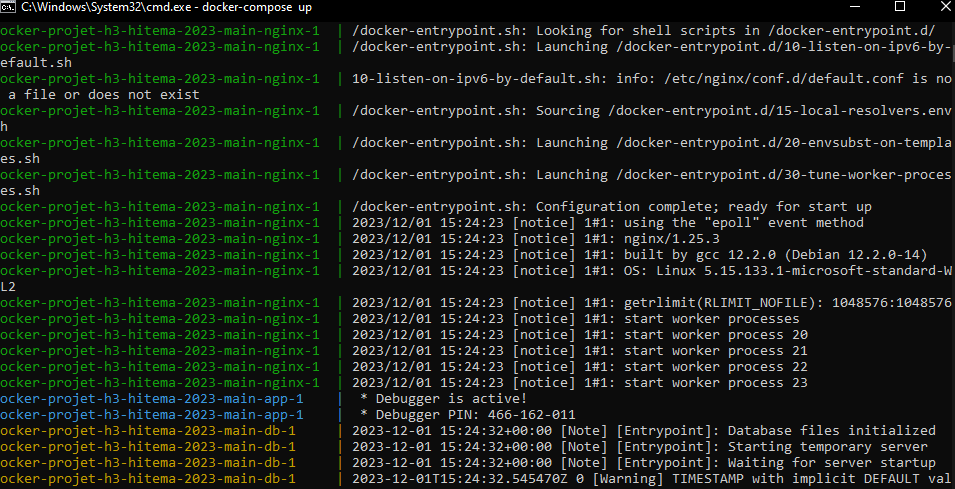 C:\Windows\System32\cmd.exe - docker-compose up
ocker-projet-h3-hitema-2023-main-nginx-1 | /docker-entrypoint.sh: Looking for shell scripts in /docker-entrypoint.d/
ocker-projet-h3-hitema-2023-main-nginx-1 | /docker-entrypoint.sh: Launching /docker-entrypoint.d/10-listen-on-ipv6-by-
efault.sh
ocker-projet-h3-hitema-2023-main-nginx-1 | 10-listen-on-ipv6-by-default.sh: info: /etc/nginx/conf.d/default.conf is no
a file or does not exist
ocker-projet-h3-hitema-2023-main-nginx-1 | /docker-entrypoint.sh: Sourcing /docker-entrypoint.d/15-local-resolvers.env
h
ocker-projet-h3-hitema-2023-main-nginx-1 | /docker-entrypoint.sh: Launching /docker-entrypoint.d/20-envsubst-on-templa
es.sh
ocker-projet-h3-hitema-2023-main-nginx-1 | /docker-entrypoint.sh: Launching /docker-entrypoint.d/30-tune-worker-proces
es.sh
ocker-projet-h3-hitema-2023-main-nginx-1 | /docker-entrypoint.sh: Configuration complete; ready for start up
ocker-projet-h3-hitema-2023-main-nginx-1 | 2023/12/01 15:24:23 [notice] 1#1: using the "epoll" event method
ocker-projet-h3-hitema-2023-main-nginx-1 | 2023/12/01 15:24:23 [notice] 1#1: nginx/1.25.3
ocker-projet-h3-hitema-2023-main-nginx-1 | 2023/12/01 15:24:23 [notice] 1#1: built by gcc 12.2.0 (Debian 12.2.0-14)
ocker-projet-h3-hitema-2023-main-nginx-1 | 2023/12/01 15:24:23 [notice] 1#1: OS: Linux 5.15.133.1-microsoft-standard-W
L2
ocker-projet-h3-hitema-2023-main-nginx-1 | 2023/12/01 15:24:23 [notice] 1#1: getrlimit(RLIMIT_NOFILE): 1048576:1048576
ocker-projet-h3-hitema-2023-main-nginx-1 | 2023/12/01 15:24:23 [notice] 1#1: start worker processes
ocker-projet-h3-hitema-2023-main-nginx-1 | 2023/12/01 15:24:23 [notice] 1#1: start worker process 20
ocker-projet-h3-hitema-2023-main-nginx-1 | 2023/12/01 15:24:23 [notice] 1#1: start worker process 21
ocker-projet-h3-hitema-2023-main-nginx-1 | 2023/12/01 15:24:23 [notice] 1#1: start worker process 22
ocker-projet-h3-hitema-2023-main-nginx-1 | 2023/12/01 15:24:23 [notice] 1#1: start worker process 23
ocker-projet-h3-hitema-2023-main-app-1 | * Debugger is active!
ocker-projet-h3-hitema-2023-main-app-1 | * Debugger PIN: 466-162-011
ocker-projet-h3-hitema-2023-main-db-1 | 2023-12-01 15:24:32+00:00 [Note] [Entrypoint]: Database files initialized
ocker-projet-h3-hitema-2023-main-db-1 | 2023-12-01 15:24:32+00:00 [Note] [Entrypoint]: Starting temporary server
ocker-projet-h3-hitema-2023-main-db-1 | 2023-12-01 15:24:32+00:00 [Note] [Entrypoint]: Waiting for server startup
ocker-projet-h3-hitema-2023-main-db-1 | 2023-12-01T15:24:32.545470Z 0 [Warning] TIMESTAMP with implicit DEFAULT val